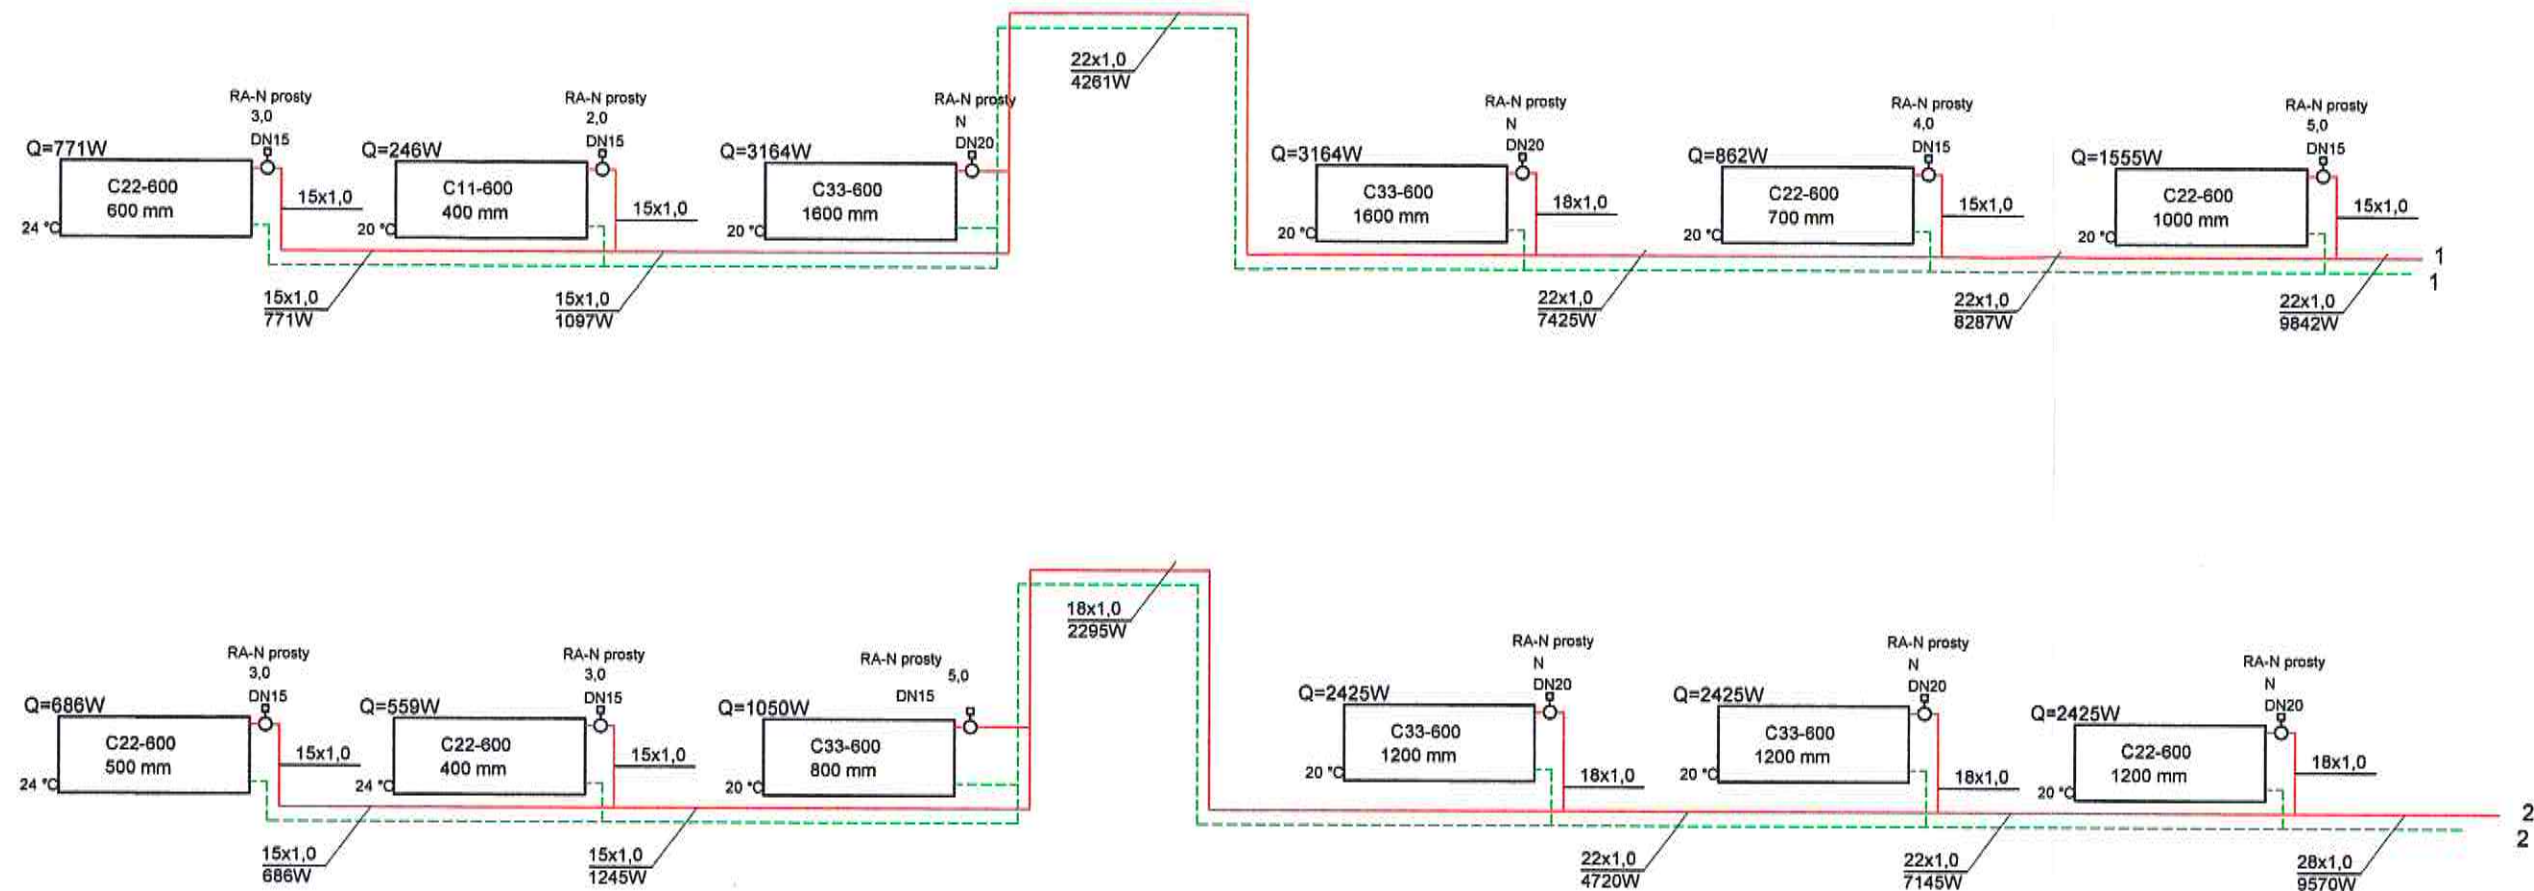 22x1,0
4261W
RA-N prosty
3,0
DN15
Q=771W
C22-600
600 mm
24 °C
15x1,0
RA-N prosty
2,0
DN15
Q=246W
C11-600
400 mm
20 °C
15x1,0
RA-N prosty
N
DN20
Q=3164W
C33-600
1600 mm
20 °C
RA-N prosty
N
DN20
Q=3164W
C33-600
1600 mm
20 °C
18x1,0
RA-N prosty
4,0
DN15
Q=862W
C22-600
700 mm
20 °C
15x1,0
RA-N prosty
5,0
DN15
Q=1555W
C22-600
1000 mm
20 °C
15x1,0
1
1
15x1,0
771W
15x1,0
1097W
22x1,0
7425W
22x1,0
8287W
22x1,0
9842W
18x1,0
2295W
RA-N prosty
3,0
DN15
Q=686W
C22-600
500 mm
24 °C
15x1,0
RA-N prosty
3,0
DN15
Q=559W
C22-600
400 mm
24 °C
15x1,0
RA-N prosty
5,0
DN15
Q=1050W
C33-600
800 mm
20 °C
RA-N prosty
N
DN20
Q=2425W
C33-600
1200 mm
20 °C
18x1,0
RA-N prosty
N
DN20
Q=2425W
C33-600
1200 mm
20 °C
18x1,0
RA-N prosty
N
DN20
Q=2425W
C22-600
1200 mm
20 °C
18x1,0
2
2
15x1,0
686W
15x1,0
1245W
22x1,0
4720W
22x1,0
7145W
28x1,0
9570W